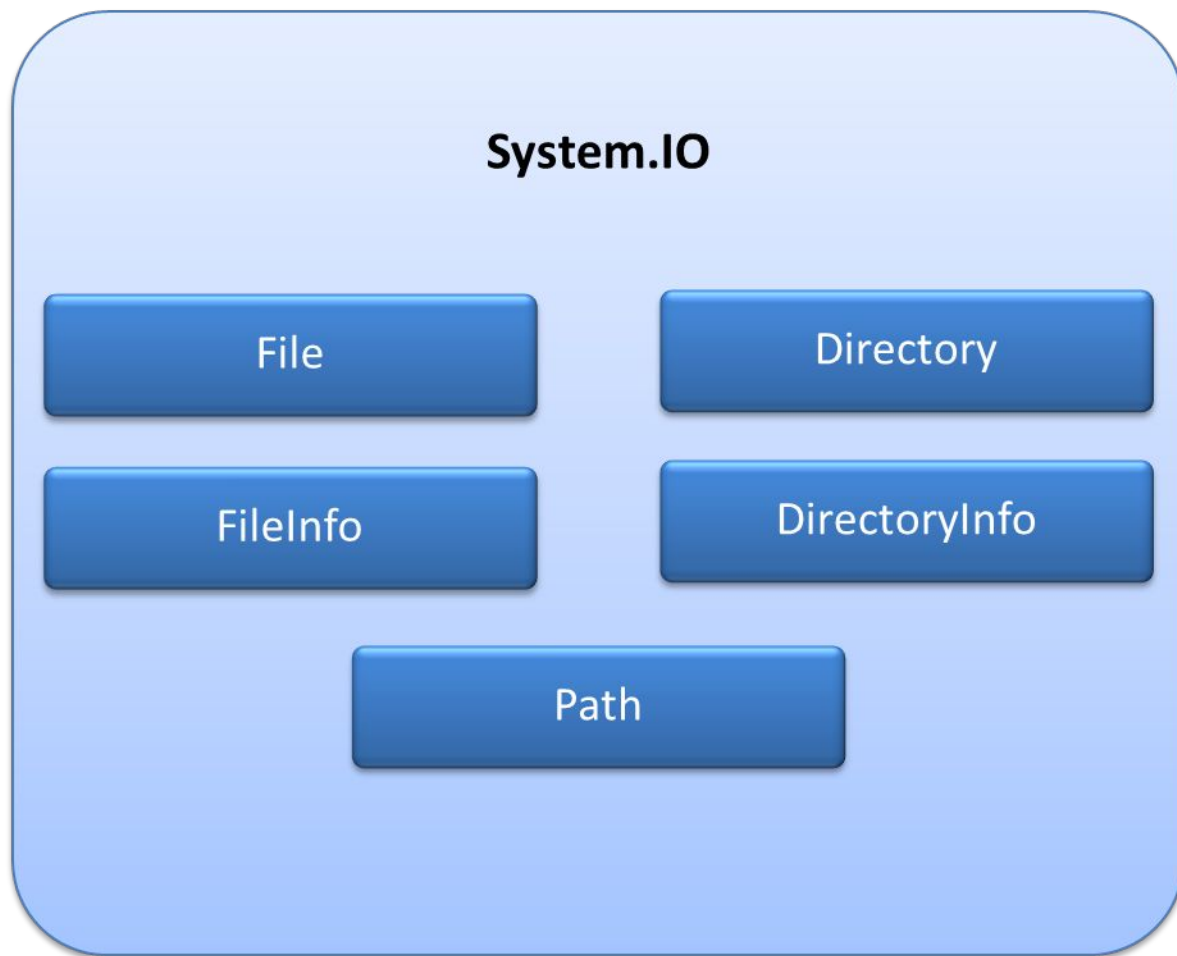 System.IO
File
Directory
FileInfo
DirectoryInfo
Path